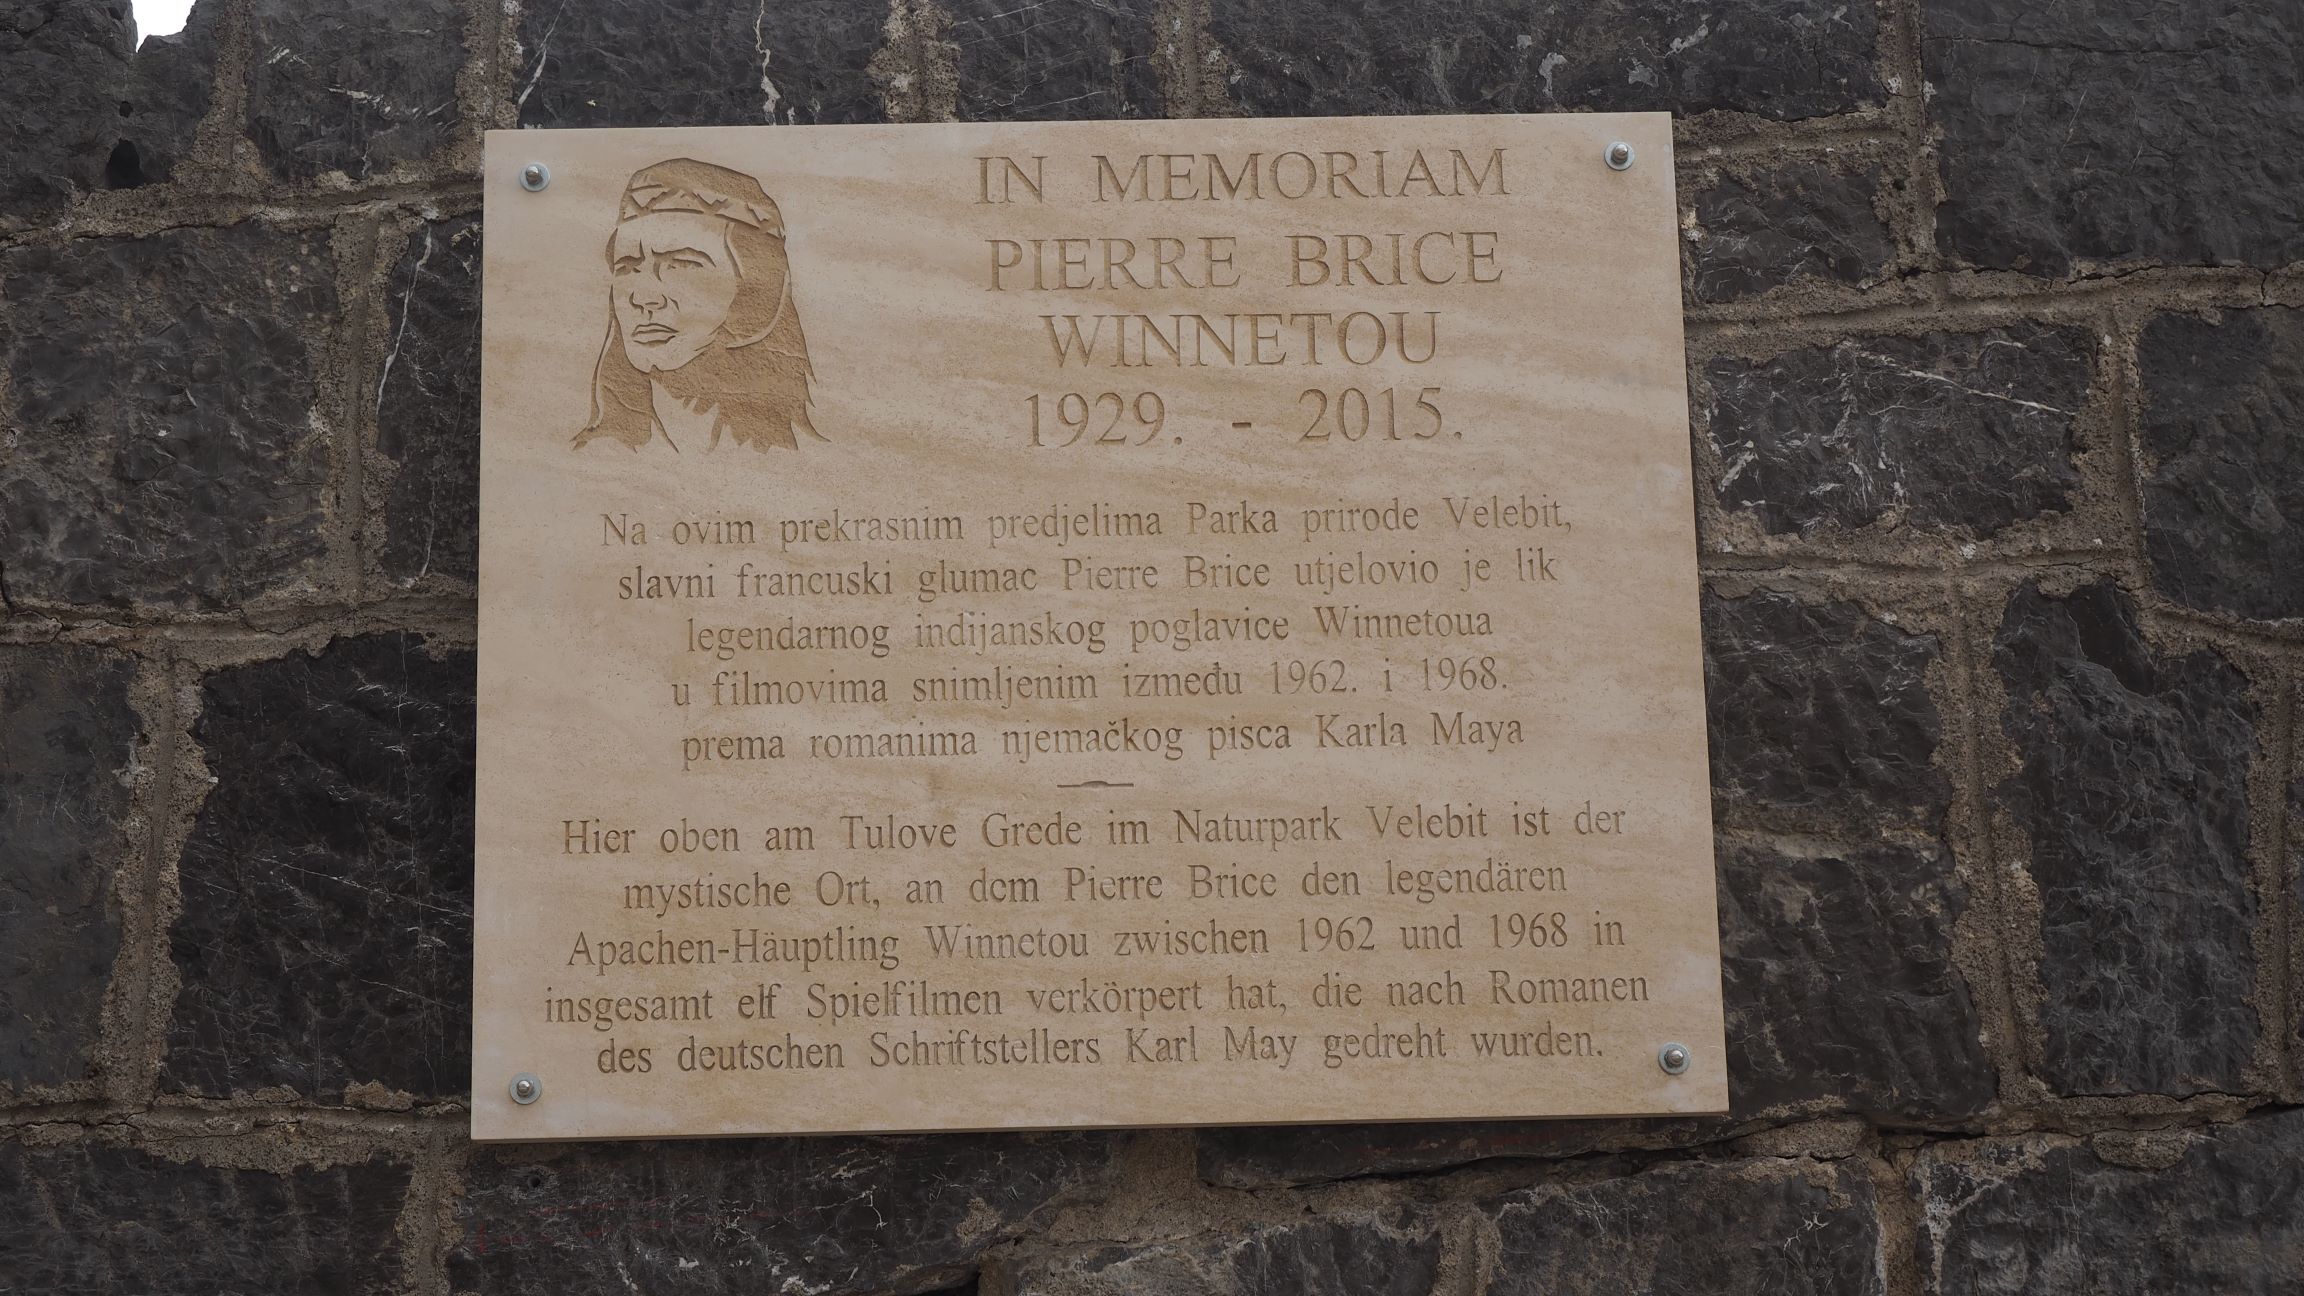 IN MEMORIAM
PIERRE BRICE
WINNETOU
1929. - 2015.
Na ovim prekrasnim predjelima Parka prirode Velebit,
slavni francuski glumac Pierre Brice utjelovio je lik
legendarnog indijanskog poglavice Winnetoua
u filmovima snimljenim između 1962. i 1968.
prema romanima njemačkog pisca Karla Maya
Hier oben am Tulove Grede im Naturpark Velebit ist der
mystische Ort, an dem Pierre Brice den legendären
Apachen-Häuptling Winnetou zwischen 1962 und 1968 in
insgesamt elf Spielfilmen verkörpert hat, die nach Romanen
des deutschen Schriftstellers Karl May gedreht wurden.